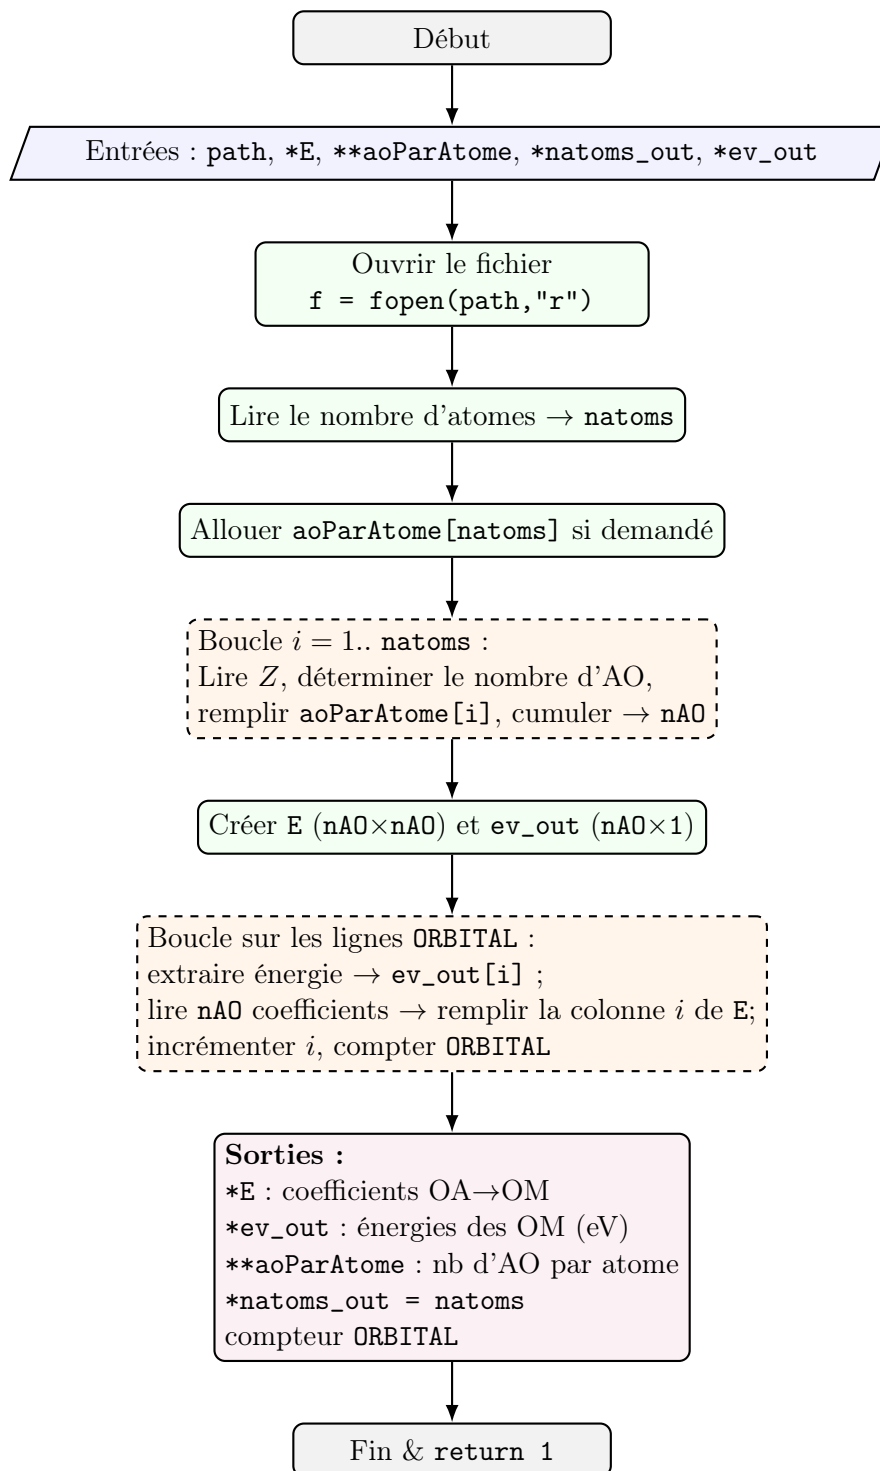 Début
Entrées : path, *E, **aoParAtome, *natoms_out, *ev_out
Ouvrir le fichier
f = fopen(path,"r")
Lire le nombre d'atomes → natoms
Allouer aoParAtome[natoms] si demandé
Boucle i = 1.. natoms :
Lire Z, déterminer le nombre d'AO,
remplir aoParAtome[i], cumuler → nAO
Créer E (nAO×nAO) et ev_out (nAO×1)
Boucle sur les lignes ORBITAL :
extraire énergie → ev_out[i] ;
lire nAO coefficients → remplir la colonne i de E;
incrémenter i, compter ORBITAL
Sorties :
*E : coefficients OA→OM
*ev_out : énergies des OM (eV)
**aoParAtome : nb d'AO par atome
*natoms_out = natoms
compteur ORBITAL
Fin & return 1